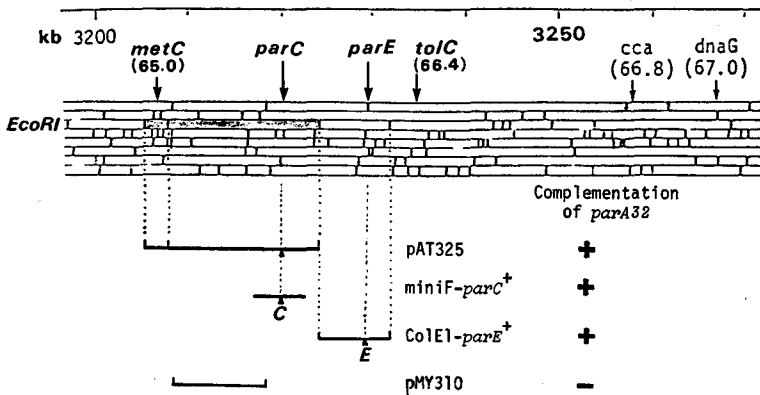 kb 3200 3250
metC parC parE tolC cca dnaG
(65.0) (66.4) (66.8) (67.0)
EcoRI
Complementation
of parA32
pAT325 +
miniF-parC+ +
C
ColE1-parE+ +
E
pMY310 −